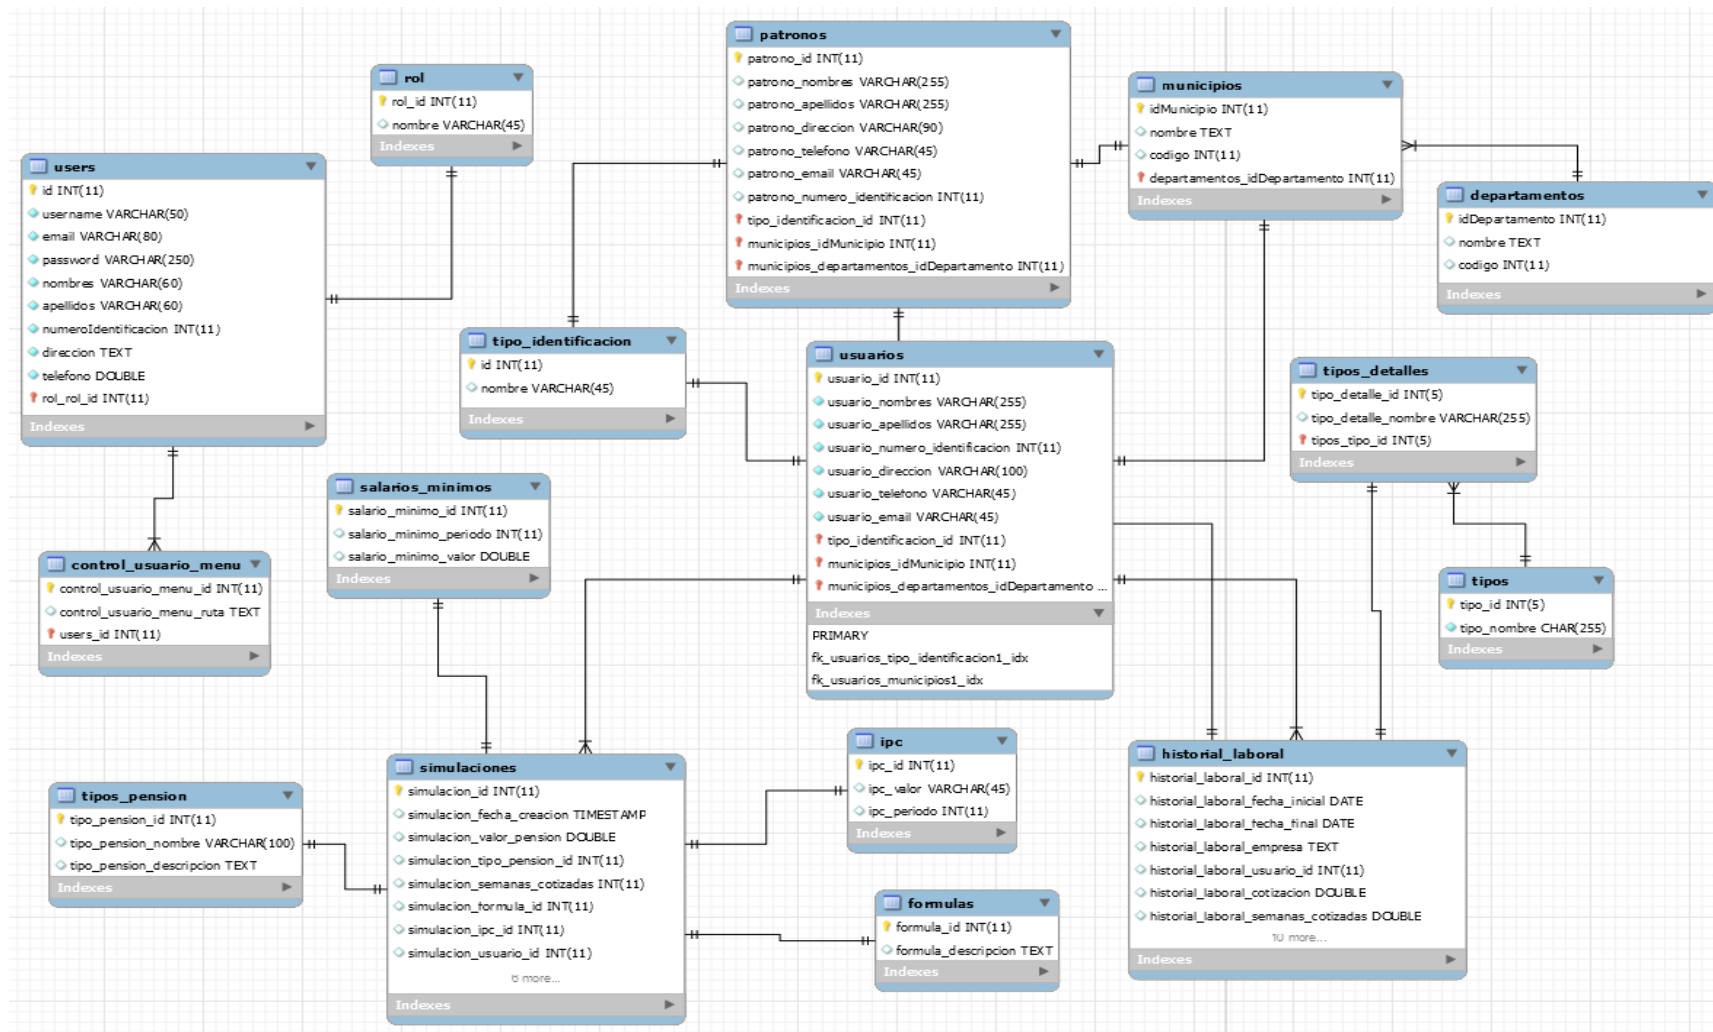 patronos
patrono_id INT(11)
patrono_nombres VARCHAR(255)
patrono_apellidos VARCHAR(255)
patrono_direccion VARCHAR(90)
patrono_telefono VARCHAR(45)
patrono_email VARCHAR(45)
patrono_numero_identificacion INT(11)
tipo_identificacion_id INT(11)
municipios_idMunicipio INT(11)
municipios_departamentos_idDepartamento INT(11)
Indexes
rol
rol_id INT(11)
nombre VARCHAR(45)
Indexes
municipios
idMunicipio INT(11)
nombre TEXT
codigo INT(11)
departamentos_idDepartamento INT(11)
Indexes
users
id INT(11)
username VARCHAR(50)
email VARCHAR(80)
password VARCHAR(250)
nombres VARCHAR(60)
apellidos VARCHAR(60)
numeroIdentificacion INT(11)
direccion TEXT
telefono DOUBLE
rol_rol_id INT(11)
Indexes
departamentos
idDepartamento INT(11)
nombre TEXT
codigo INT(11)
Indexes
tipo_identificacion
id INT(11)
nombre VARCHAR(45)
Indexes
usuarios
usuario_id INT(11)
usuario_nombres VARCHAR(255)
usuario_apellidos VARCHAR(255)
usuario_numero_identificacion INT(11)
usuario_direccion VARCHAR(100)
usuario_telefono VARCHAR(45)
usuario_email VARCHAR(45)
tipo_identificacion_id INT(11)
municipios_idMunicipio INT(11)
municipios_departamentos_idDepartamento ...
Indexes
PRIMARY
fk_usuarios_tipo_identificacion1_idx
fk_usuarios_municipios1_idx
tipos_detalles
tipo_detalle_id INT(5)
tipo_detalle_nombre VARCHAR(255)
tipos_tipo_id INT(5)
Indexes
salarios_minimos
salario_minimo_id INT(11)
salario_minimo_periodo INT(11)
salario_minimo_valor DOUBLE
Indexes
control_usuario_menu
control_usuario_menu_id INT(11)
control_usuario_menu_ruta TEXT
users_id INT(11)
Indexes
tipos
tipo_id INT(5)
tipo_nombre CHAR(255)
Indexes
simulaciones
simulacion_id INT(11)
simulacion_fecha_creacion TIMESTAMP
simulacion_valor_pension DOUBLE
simulacion_tipo_pension_id INT(11)
simulacion_semanas_cotizadas INT(11)
simulacion_formula_id INT(11)
simulacion_ipc_id INT(11)
simulacion_usuario_id INT(11)
6 more...
Indexes
ipc
ipc_id INT(11)
ipc_valor VARCHAR(45)
ipc_periodo INT(11)
Indexes
historial_laboral
historial_laboral_id INT(11)
historial_laboral_fecha_inicial DATE
historial_laboral_fecha_final DATE
historial_laboral_empresa TEXT
historial_laboral_usuario_id INT(11)
historial_laboral_cotizacion DOUBLE
historial_laboral_semanas_cotizadas DOUBLE
10 more...
Indexes
tipos_pension
tipo_pension_id INT(11)
tipo_pension_nombre VARCHAR(100)
tipo_pension_descripcion TEXT
Indexes
formulas
formula_id INT(11)
formula_descripcion TEXT
Indexes